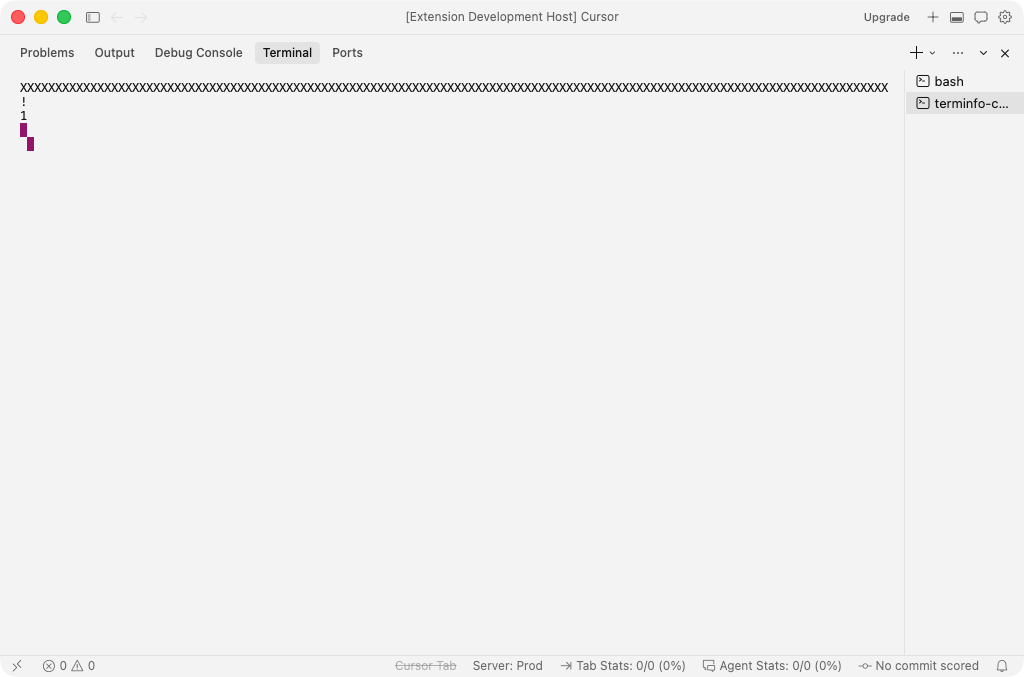 [Extension Development Host] Cursor
Upgrade
Problems Output Debug Console Terminal Ports
XXXXXXXXXXXXXXXXXXXXXXXXXXXXXXXXXXXXXXXXXXXXXXXXXXXXXXXXXXXXXXXXXXXXXXXXXXXXXXXXXXXXXXXXXXXXXXXXXXXXXXXXXXXXXXXXXXXXXXXXXXXX
!
1
bash
terminfo-c...
0 0 Cursor Tab Server: Prod Tab Stats: 0/0 (0%) Agent Stats: 0/0 (0%) No commit scored